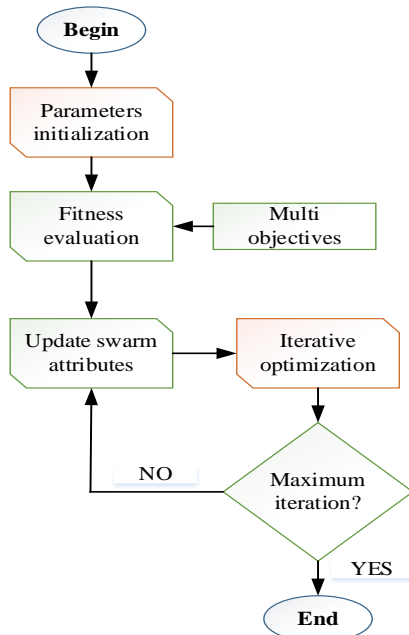 Begin
Parameters
initialization
Fitness
evaluation
Multi
objectives
Update swarm
attributes
Iterative
optimization
NO
Maximum
iteration?
YES
End